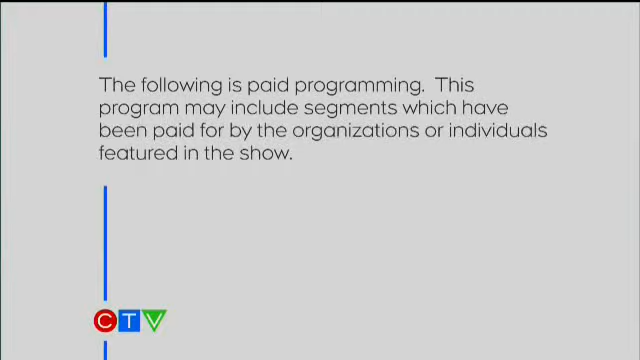 The following is paid programming.  This
program may include segments which have
been paid for by the organizations or individuals
featured in the show.
CTV